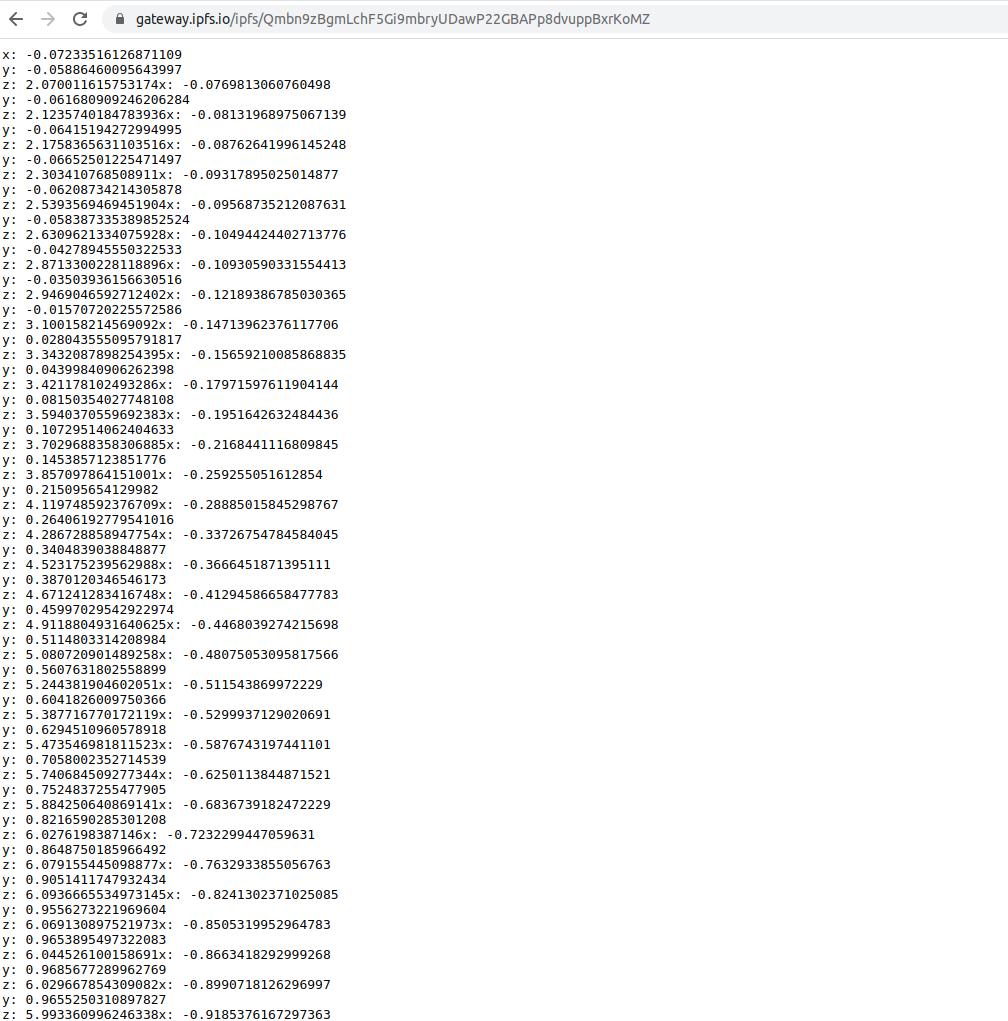 gateway.ipfs.io/ipfs/Qmbn9zBgmLchF5Gi9mbryUDawP22GBAPp8dvuppBxrKoMZ
x: -0.07233516126871109
y: -0.05886460095643997
z: 2.070011615753174x: -0.0769813060760498
y: -0.061680909246206284
z: 2.1235740184783936x: -0.08131968975067139
y: -0.06415194272994995
z: 2.1758365631103516x: -0.08762641996145248
y: -0.06652501225471497
z: 2.303410768508911x: -0.09317895025014877
y: -0.06208734214305878
z: 2.5393569469451904x: -0.09568735212087631
y: -0.058387335389852524
z: 2.6309621334075928x: -0.10494424402713776
y: -0.04278945550322533
z: 2.8713300228118896x: -0.10930590331554413
y: -0.03503936156630516
z: 2.9469046592712402x: -0.12189386785030365
y: -0.01570720225572586
z: 3.100158214569092x: -0.14713962376117706
y: 0.028043555095791817
z: 3.3432087898254395x: -0.15659210085868835
y: 0.04399840906262398
z: 3.421178102493286x: -0.17971597611904144
y: 0.08150354027748108
z: 3.5940370559692383x: -0.1951642632484436
y: 0.10729514062404633
z: 3.7029688358306885x: -0.2168441116809845
y: 0.1453857123851776
z: 3.857097864151001x: -0.259255051612854
y: 0.215095654129982
z: 4.119748592376709x: -0.28885015845298767
y: 0.26406192779541016
z: 4.286728858947754x: -0.33726754784584045
y: 0.3404839038848877
z: 4.523175239562988x: -0.3666451871395111
y: 0.3870120346546173
z: 4.671241283416748x: -0.41294586658477783
y: 0.45997029542922974
z: 4.9118804931640625x: -0.4468039274215698
y: 0.5114803314208984
z: 5.080720901489258x: -0.48075053095817566
y: 0.5607631802558899
z: 5.244381904602051x: -0.511543869972229
y: 0.6041826009750366
z: 5.387716770172119x: -0.5299937129020691
y: 0.6294510960578918
z: 5.473546981811523x: -0.5876743197441101
y: 0.7058002352714539
z: 5.740684509277344x: -0.6250113844871521
y: 0.7524837255477905
z: 5.884250640869141x: -0.6836739182472229
y: 0.8216590285301208
z: 6.0276198387146x: -0.7232299447059631
y: 0.8648750185966492
z: 6.079155445098877x: -0.7632933855056763
y: 0.9051411747932434
z: 6.0936665534973145x: -0.8241302371025085
y: 0.9556273221969604
z: 6.069130897521973x: -0.8505319952964783
y: 0.9653895497322083
z: 6.044526100158691x: -0.8663418292999268
y: 0.9685677289962769
z: 6.029667854309082x: -0.8990718126296997
y: 0.9655250310897827
z: 5.993360996246338x: -0.9185376167297363